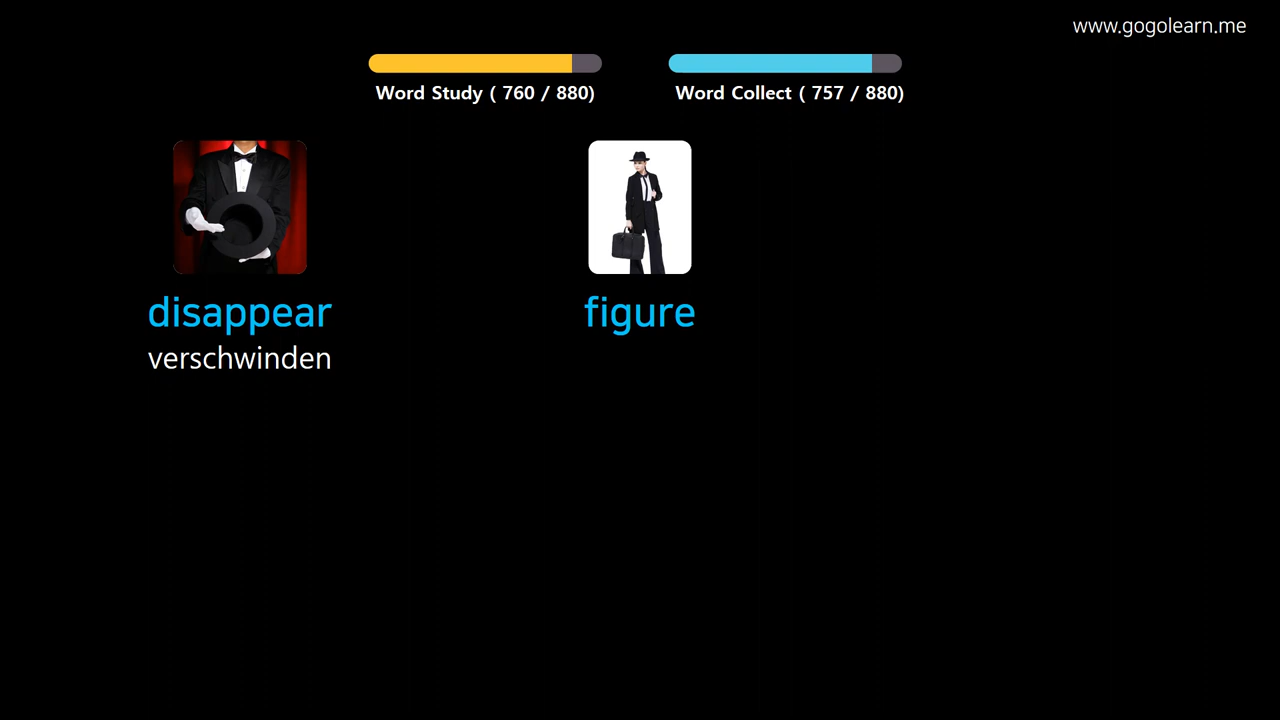 www.gogolearn.me
Word Study ( 760 / 880)
Word Collect ( 757 / 880)
disappear
verschwinden
figure